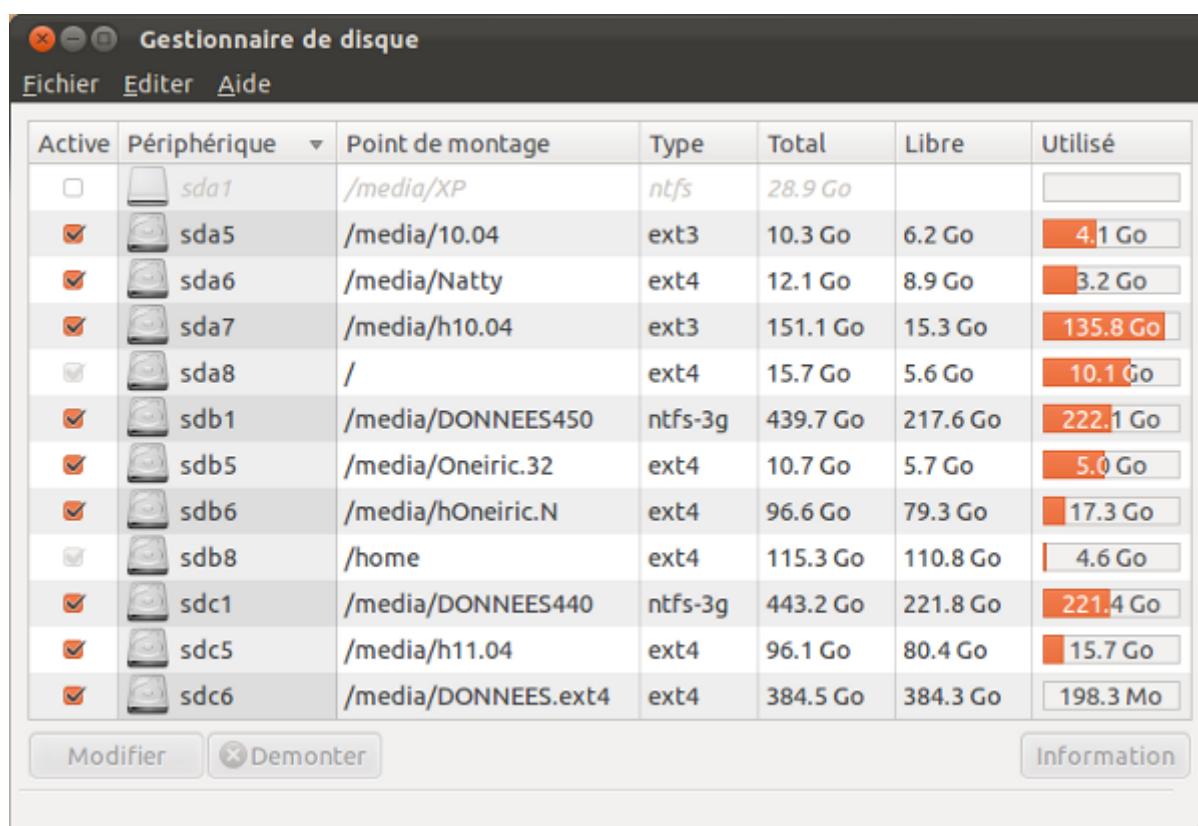 Gestionnaire de disque
Fichier Editer Aide
Active Périphérique Point de montage Type Total Libre Utilisé
sda1 /media/XP ntfs 28.9 Go
sda5 /media/10.04 ext3 10.3 Go 6.2 Go 4.1 Go
sda6 /media/Natty ext4 12.1 Go 8.9 Go 3.2 Go
sda7 /media/h10.04 ext3 151.1 Go 15.3 Go 135.8 Go
sda8 / ext4 15.7 Go 5.6 Go 10.1 Go
sdb1 /media/DONNEES450 ntfs-3g 439.7 Go 217.6 Go 222.1 Go
sdb5 /media/Oneiric.32 ext4 10.7 Go 5.7 Go 5.0 Go
sdb6 /media/hOneiric.N ext4 96.6 Go 79.3 Go 17.3 Go
sdb8 /home ext4 115.3 Go 110.8 Go 4.6 Go
sdc1 /media/DONNEES440 ntfs-3g 443.2 Go 221.8 Go 221.4 Go
sdc5 /media/h11.04 ext4 96.1 Go 80.4 Go 15.7 Go
sdc6 /media/DONNEES.ext4 ext4 384.5 Go 384.3 Go 198.3 Mo
Modifier Demonter Information